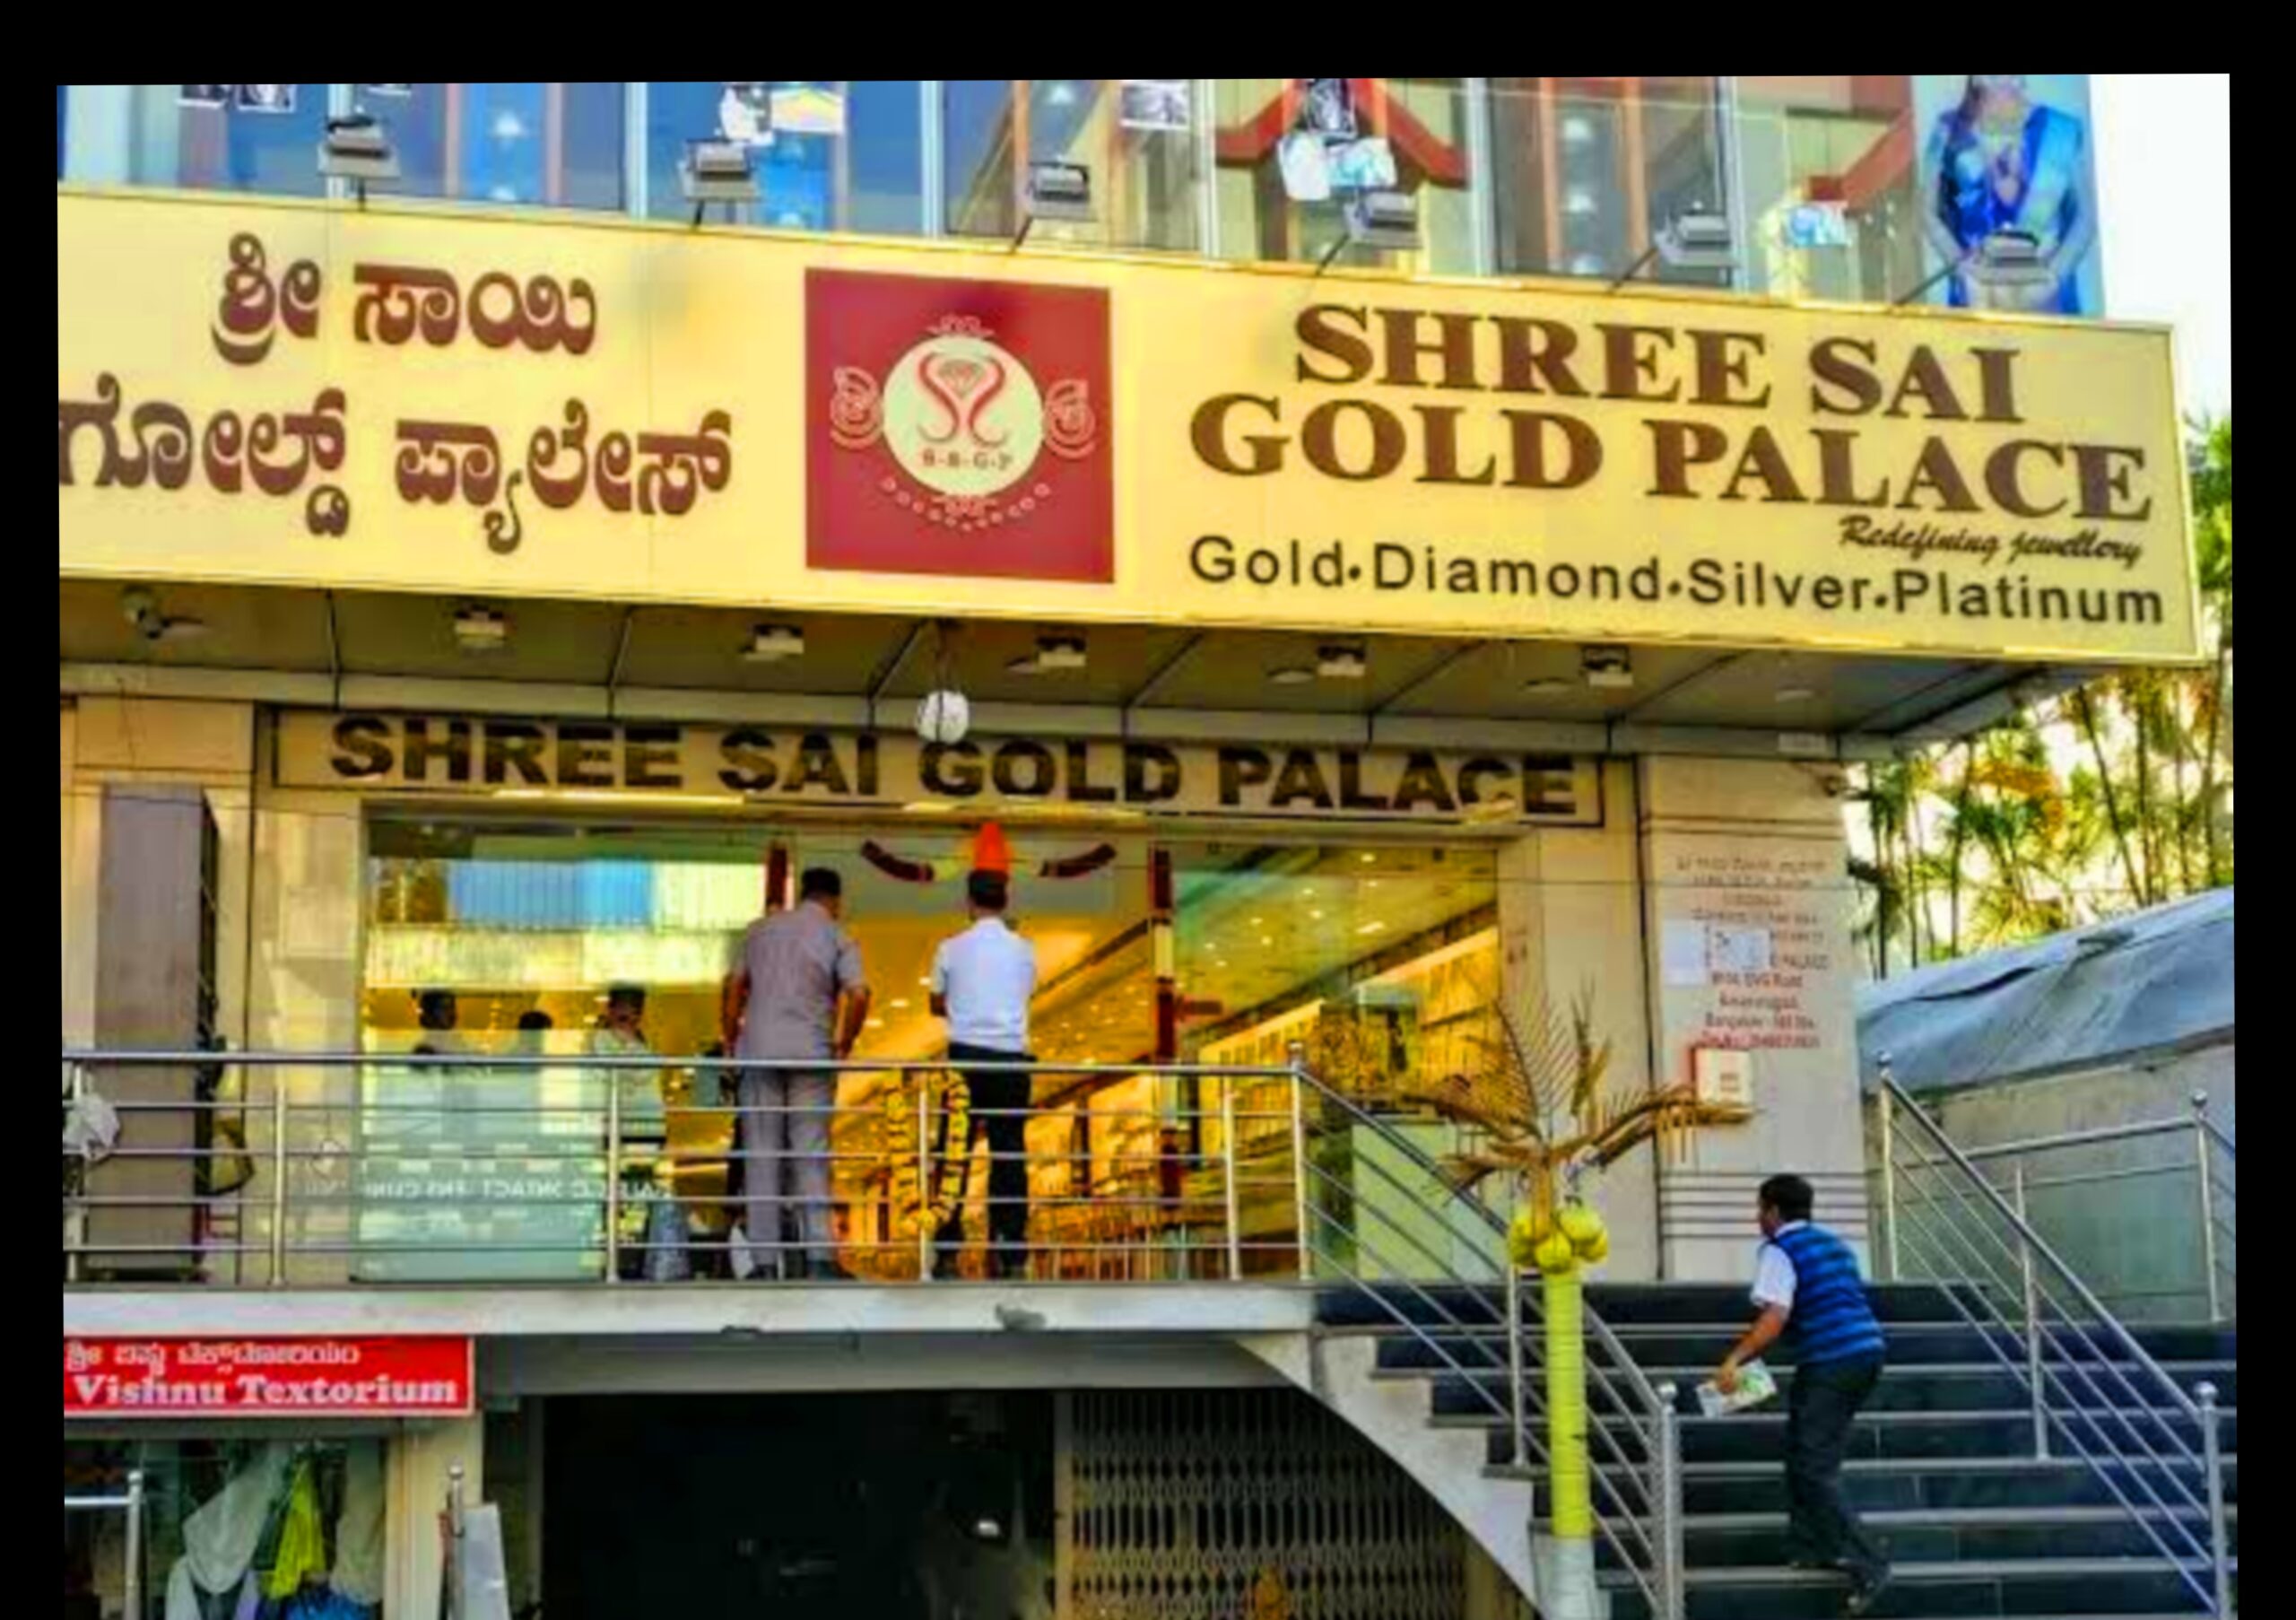 ಶ್ರೀ ಸಾಯಿ
ಗೋಲ್ಡ್ ಪ್ಯಾಲೇಸ್
S-S-G-P
SHREE SAI
GOLD PALACE
Redefining jewellery
Gold•Diamond•Silver•Platinum
SHREE SAI GOLD PALACE
ಶ್ರೀ ವಿಷ್ಣು ಟೆಕ್ಸ್‌ಟೋರಿಯಂ
Vishnu Textorium